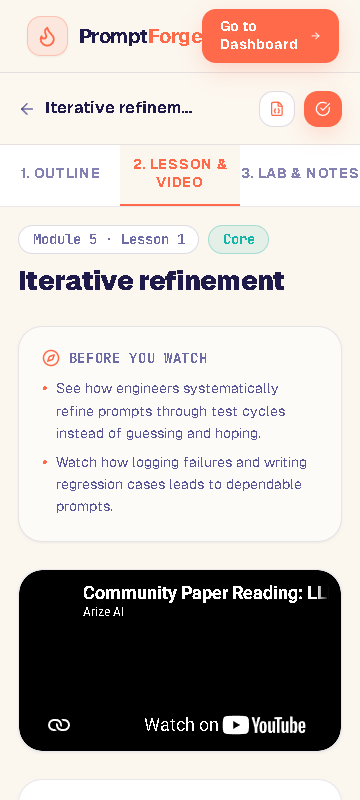 PromptForge
Go to
Dashboard
Iterative refinem...
1. OUTLINE
2. LESSON &
VIDEO
3. LAB & NOTES
Module 5 · Lesson 1
Core
Iterative refinement
BEFORE YOU WATCH
• See how engineers systematically
refine prompts through test cycles
instead of guessing and hoping.
• Watch how logging failures and writing
regression cases leads to dependable
prompts.
Community Paper Reading: LL
Arize AI
Watch on YouTube